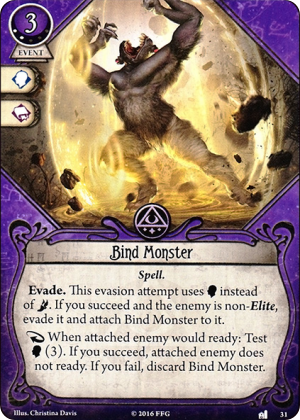 3
EVENT
Bind Monster
Spell.
Evade. This evasion attempt uses instead
of . If you succeed and the enemy is non-Elite,
evade it and attach Bind Monster to it.
When attached enemy would ready: Test
(3). If you succeed, attached enemy does
not ready. If you fail, discard Bind Monster.
Illus. Christina Davis
© 2016 FFG
31